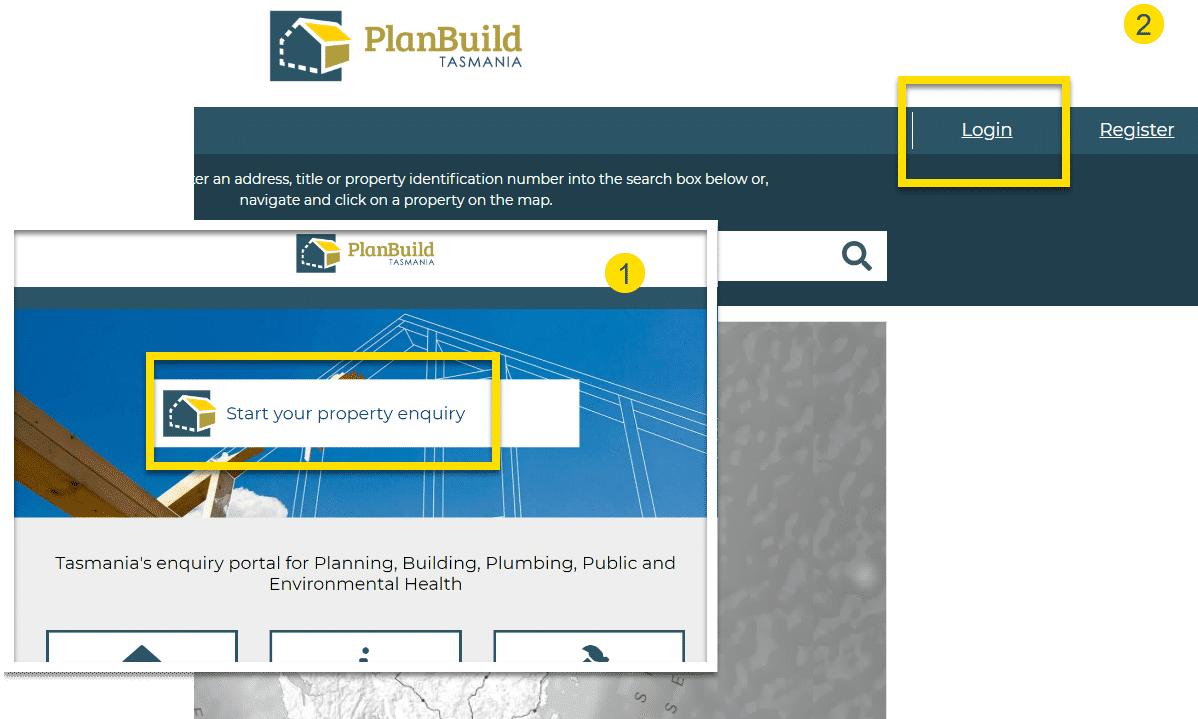 PlanBuild
TASMANIA
2
Login
Register
er an address, title or property identification number into the search box below or,
navigate and click on a property on the map.
PlanBuild
TASMANIA
1
Start your property enquiry
Tasmania's enquiry portal for Planning, Building, Plumbing, Public and
Environmental Health
S
E
S